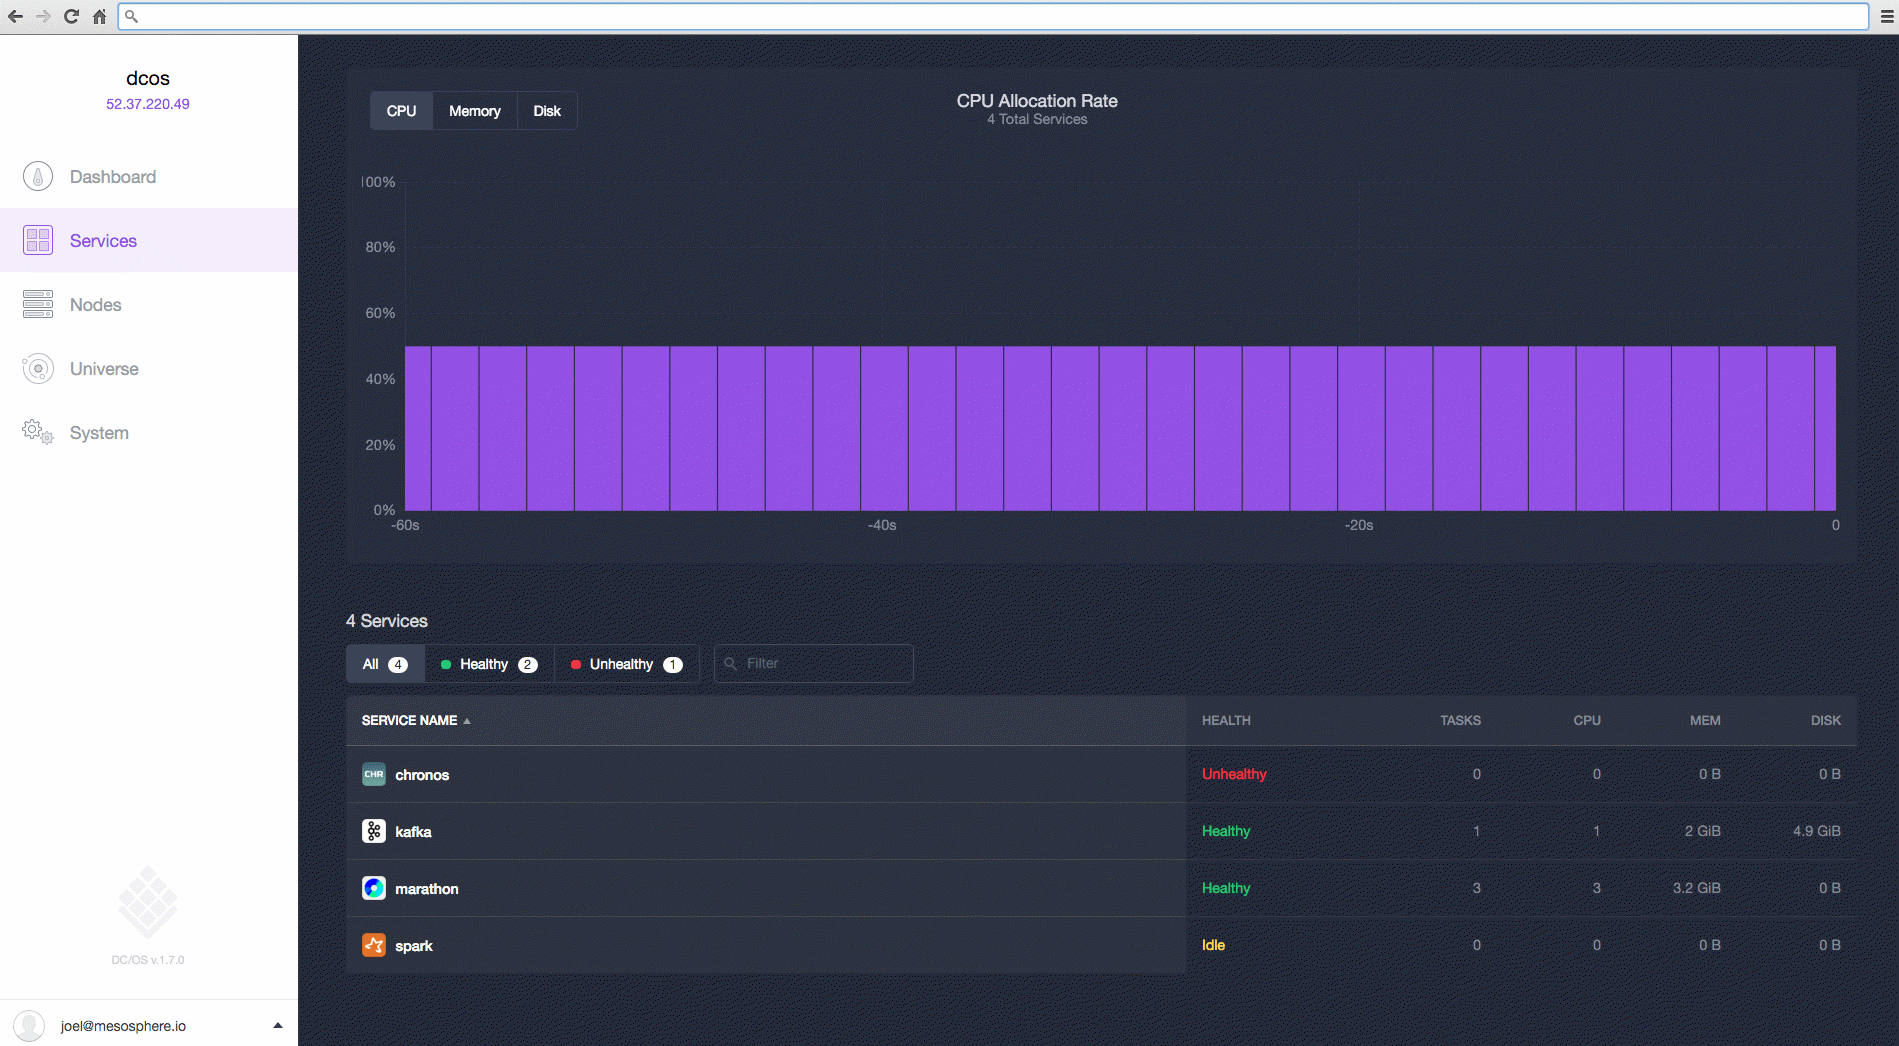 dcos
52.37.220.49
Dashboard
Services
Nodes
Universe
System
DC/OS v.1.7.0
joel@mesosphere.io
CPU Memory Disk
CPU Allocation Rate
4 Total Services
100%
80%
60%
40%
20%
0%
-60s -40s -20s 0
4 Services
All 4 Healthy 2 Unhealthy 1 Filter
SERVICE NAME HEALTH TASKS CPU MEM DISK
CHR chronos Unhealthy 0 0 0 B 0 B
kafka Healthy 1 1 2 GiB 4.9 GiB
marathon Healthy 3 3 3.2 GiB 0 B
spark Idle 0 0 0 B 0 B